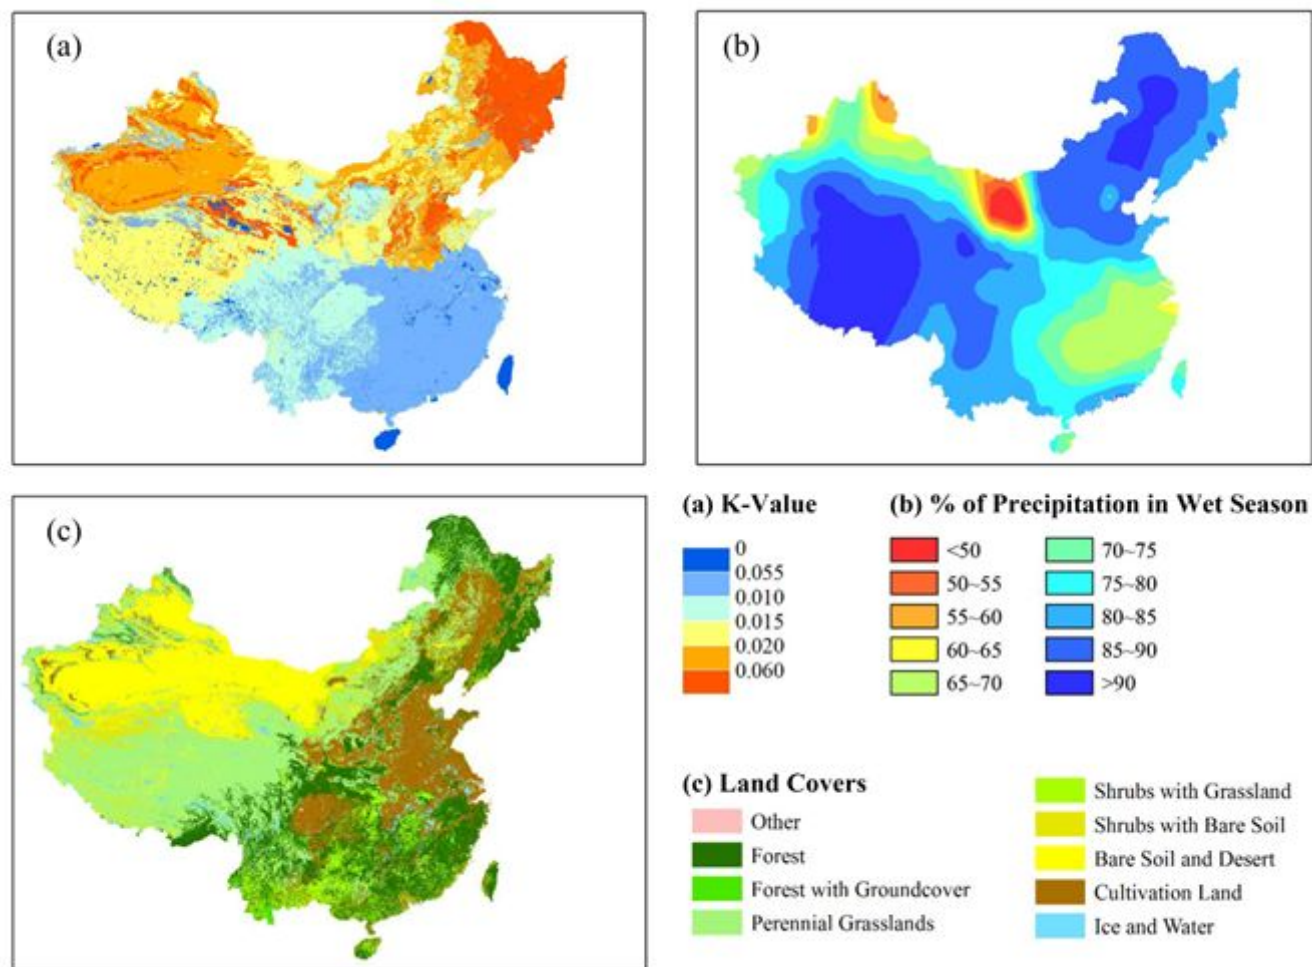 (a)
(b)
(c)
(a) K-Value
0
0.055
0.010
0.015
0.020
0.060
(b) % of Precipitation in Wet Season
<50
50~55
55~60
60~65
65~70
70~75
75~80
80~85
85~90
>90
(c) Land Covers
Other
Forest
Forest with Groundcover
Perennial Grasslands
Shrubs with Grassland
Shrubs with Bare Soil
Bare Soil and Desert
Cultivation Land
Ice and Water